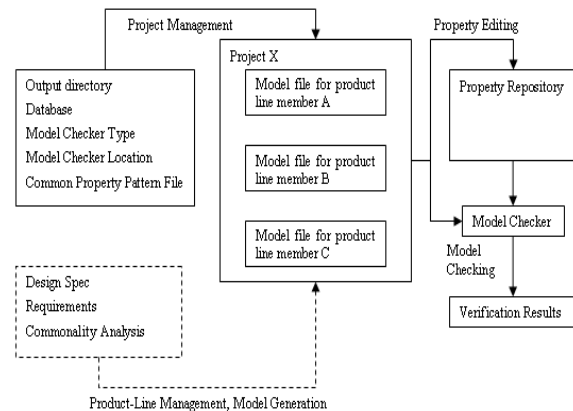 Project Management
Property Editing
Output directory
Database
Model Checker Type
Model Checker Location
Common Property Pattern File
Project X
Model file for product
line member A
Model file for product
line member B
Model file for product
line member C
Property Repository
Model Checker
Model
Checking
Verification Results
Design Spec
Requirements
Commonality Analysis
Product-Line Management, Model Generation